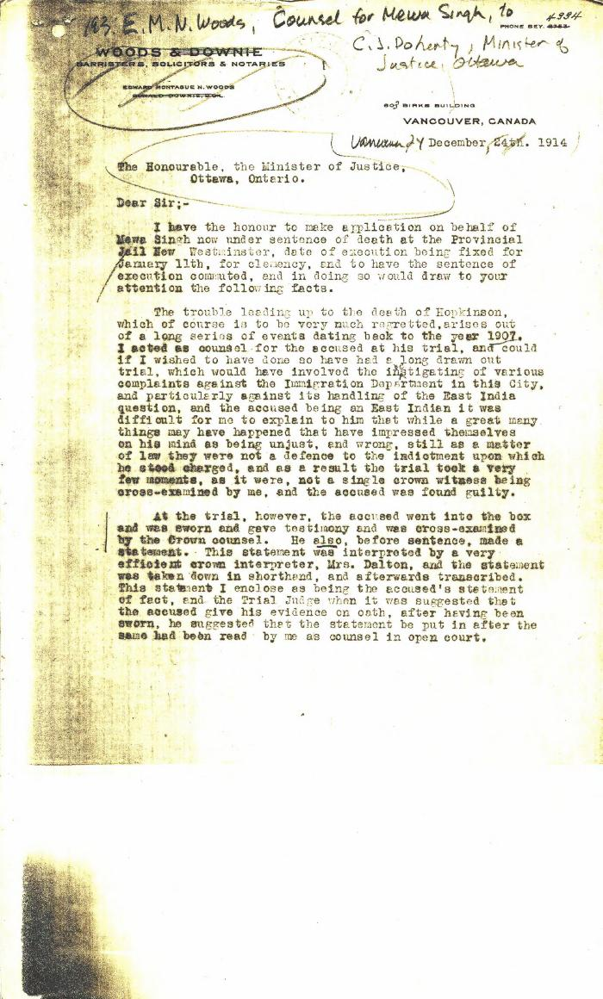 193. E. M. N. Woods, Counsel for Mewa Singh, to
4994
PHONE SEY.
C. J. Doherty, Minister of
Justice, Ottawa
WOODS & DOWNIE
BARRISTERS, SOLICITORS & NOTARIES
EDWARD MONTAGUE N. WOODS
BIRKS BUILDING
VANCOUVER, CANADA
Vancouver 24 December, 24th. 1914
The Honourable, the Minister of Justice,
Ottawa, Ontario.
Dear Sir;-
I have the honour to make application on behalf of
Mewa Singh now under sentence of death at the Provincial
Jail New Westminster, date of execution being fixed for
January 11th, for clemency, and to have the sentence of
execution commuted, and in doing so would draw to your
attention the following facts.
The trouble leading up to the death of Hopkinson,
which of course is to be very much regretted, arises out
of a long series of events dating back to the year 1907.
I acted as counsel for the accused at his trial, and could
if I wished to have done so have had a long drawn out
trial, which would have involved the instigating of various
complaints against the Immigration Department in this City,
and particularly against its handling of the East India
question, and the accused being an East Indian it was
difficult for me to explain to him that while a great many
things may have happened that have impressed themselves
on his mind as being unjust, and wrong, still as a matter
of law they were not a defence to the indictment upon which
he stood charged, and as a result the trial took a very
few moments, as it were, not a single crown witness being
cross-examined by me, and the accused was found guilty.
At the trial, however, the accused went into the box
and was sworn and gave testimony and was cross-examined
by the Crown counsel. He also, before sentence, made a
statement. This statement was interpreted by a very
efficient crown interpreter, Mrs. Dalton, and the statement
was taken down in shorthand, and afterwards transcribed.
This statment I enclose as being the accused's statement
of fact, and the Trial Judge when it was suggested that
the accused give his evidence on oath, after having been
sworn, he suggested that the statement be put in after the
same had been read by me as counsel in open court.